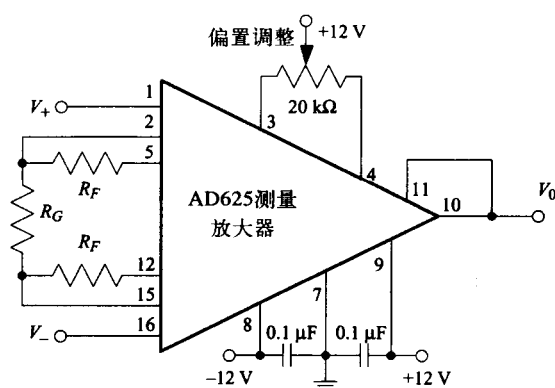 +12 V
偏置调整
20 kΩ
V+
1
2
3
4
5
RF
RG
RF
AD625测量
放大器
11
10
V0
12
15
16
V−
8
7
9
0.1 μF
0.1 μF
−12 V
+12 V